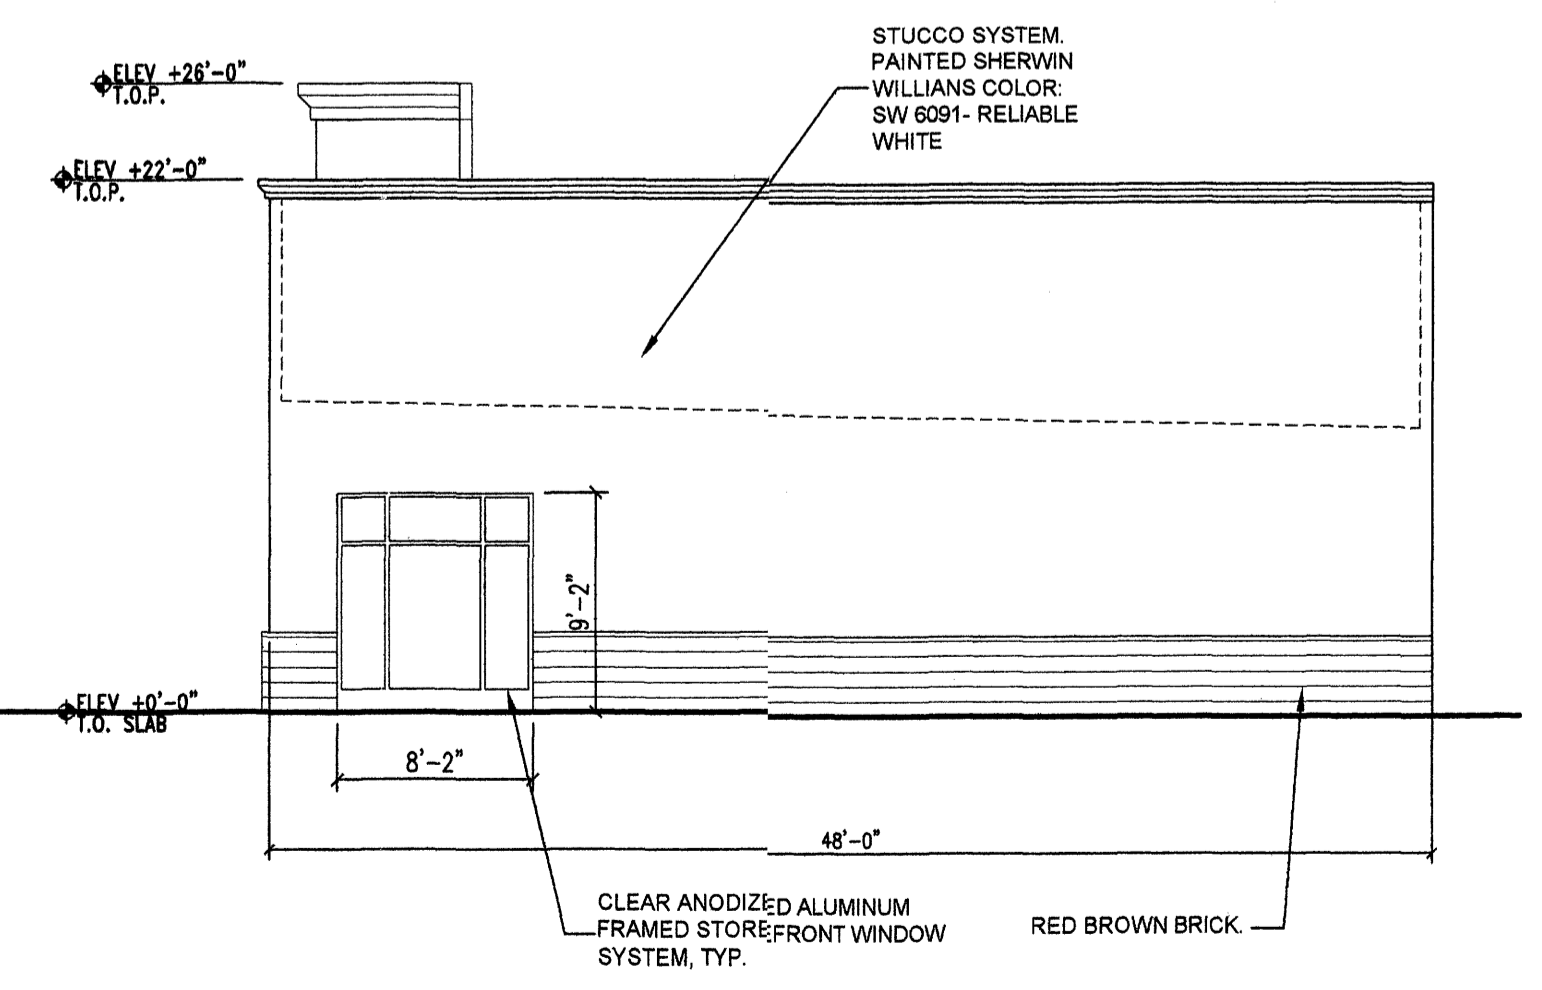 STUCCO SYSTEM.
PAINTED SHERWIN
WILLIANS COLOR:
SW 6091- RELIABLE
WHITE
ELEV +26'-0"
T.O.P.
ELEV +22'-0"
T.O.P.
9'-2"
ELEV +0'-0"
T.O. SLAB
8'-2"
48'-0"
CLEAR ANODIZED ALUMINUM
FRAMED STOREFRONT WINDOW
SYSTEM, TYP.
RED BROWN BRICK.